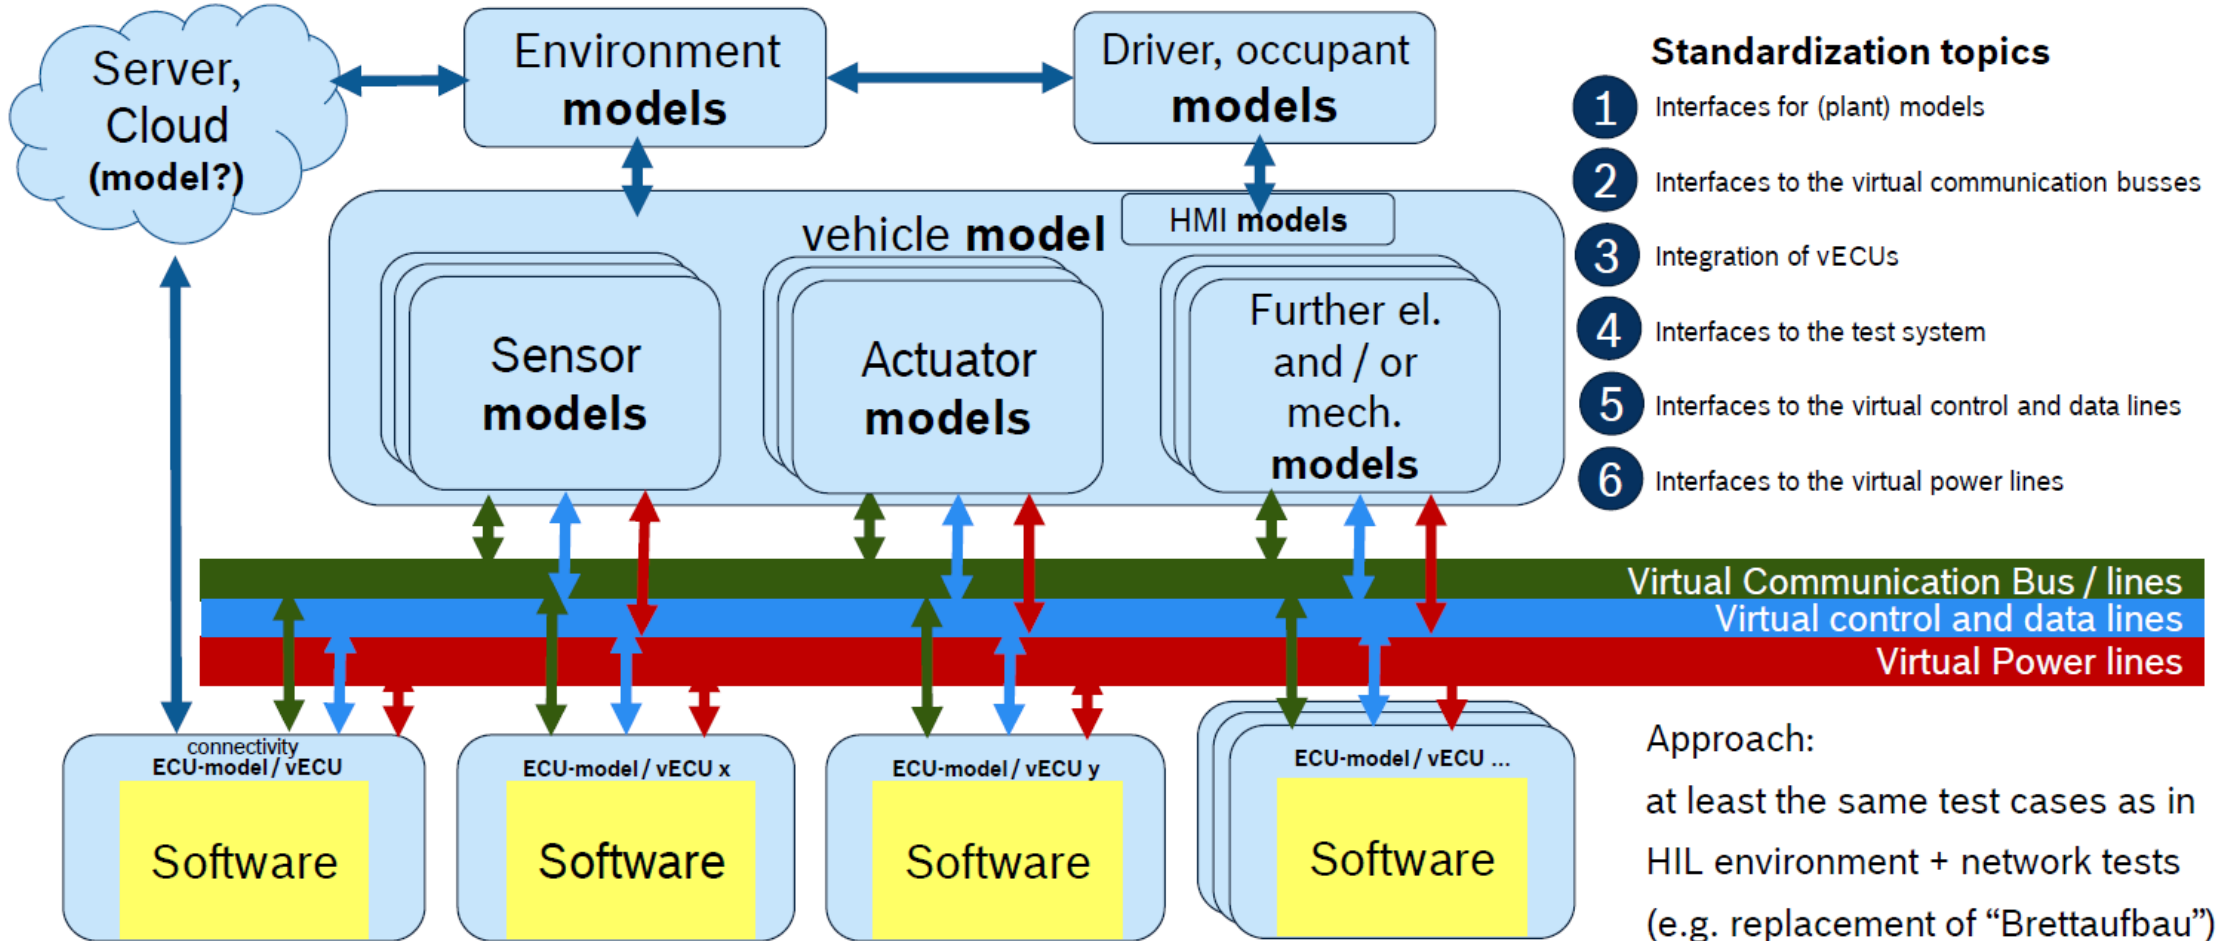 Server,
Cloud
(model?)
Environment
models
Driver, occupant
models
Standardization topics
1 Interfaces for (plant) models
2 Interfaces to the virtual communication busses
3 Integration of vECUs
4 Interfaces to the test system
5 Interfaces to the virtual control and data lines
6 Interfaces to the virtual power lines
vehicle model
HMI models
Sensor
models
Actuator
models
Further el.
and / or
mech.
models
Virtual Communication Bus / lines
Virtual control and data lines
Virtual Power lines
connectivity
ECU-model / vECU
Software
ECU-model / vECU x
Software
ECU-model / vECU y
Software
ECU-model / vECU ...
Software
Approach:
at least the same test cases as in
HIL environment + network tests
(e.g. replacement of “Brettaufbau”)